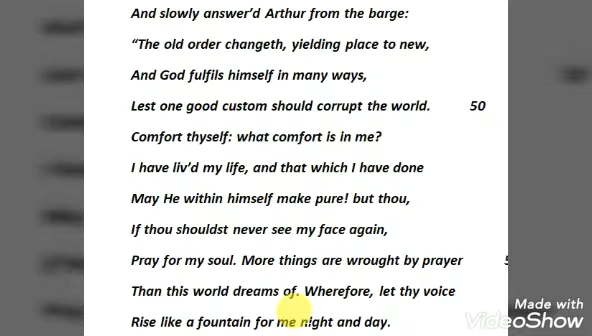 And slowly answer'd Arthur from the barge:
“The old order changeth, yielding place to new,
And God fulfils himself in many ways,
Lest one good custom should corrupt the world. 50
Comfort thyself: what comfort is in me?
I have liv'd my life, and that which I have done
May He within himself make pure! but thou,
If thou shouldst never see my face again,
Pray for my soul. More things are wrought by prayer
Than this world dreams of. Wherefore, let thy voice
Rise like a fountain for me night and day.
Made with
VideoShow